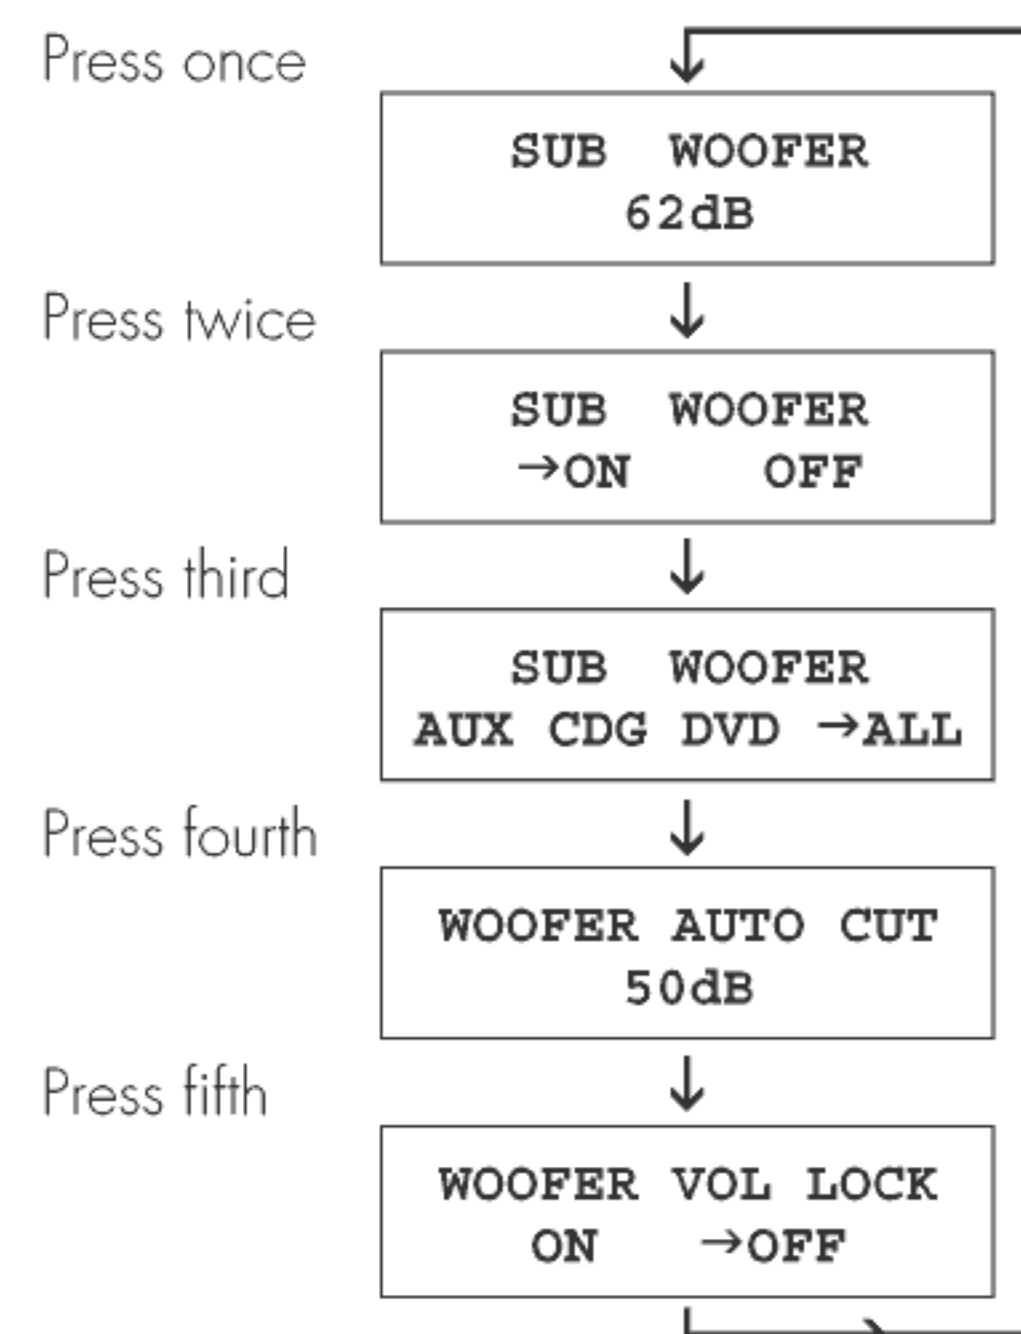 Press once
SUB WOOFER
62dB
Press twice
SUB WOOFER
→ON OFF
Press third
SUB WOOFER
AUX CDG DVD →ALL
Press fourth
WOOFER AUTO CUT
50dB
Press fifth
WOOFER VOL LOCK
ON →OFF